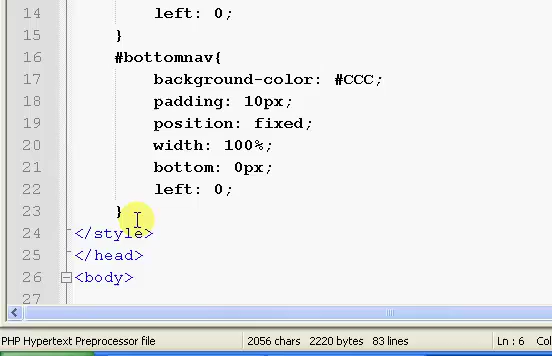 14 left: 0;
15 }
16 #bottomnav{
17 background-color: #CCC;
18 padding: 10px;
19 position: fixed;
20 width: 100%;
21 bottom: 0px;
22 left: 0;
23 }
24 </style>
25 </head>
26 <body>
27
PHP Hypertext Preprocessor file 2056 chars 2220 bytes 83 lines Ln : 6 Col